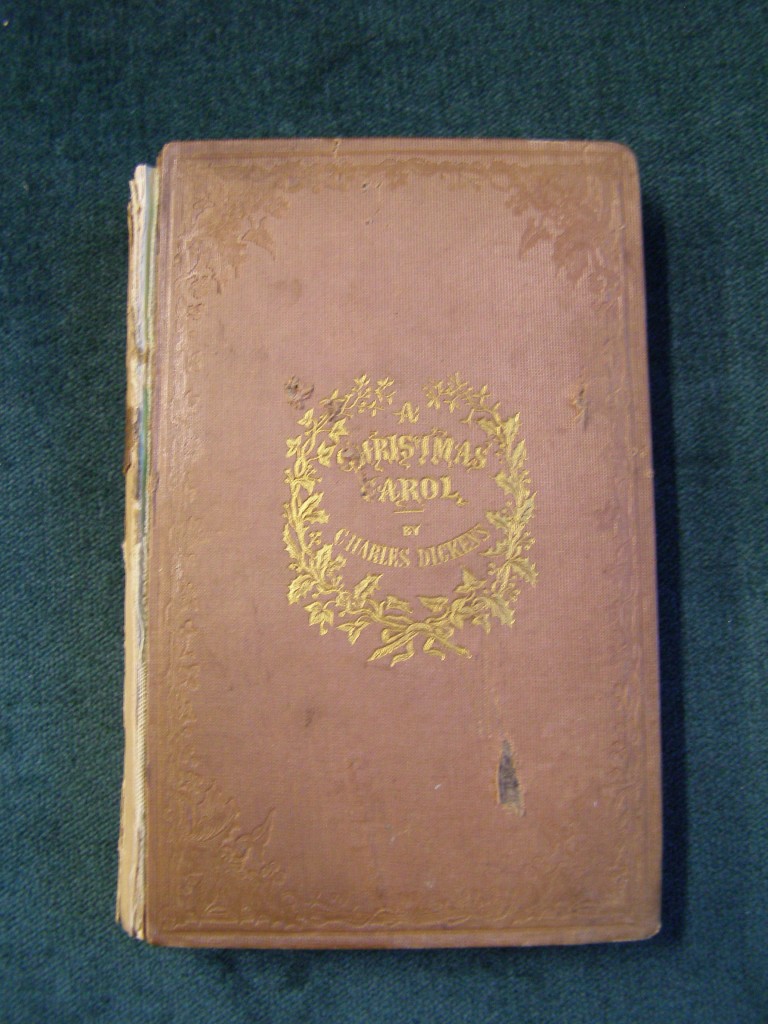 A
CHRISTMAS
CAROL,
BY
CHARLES DICKENS